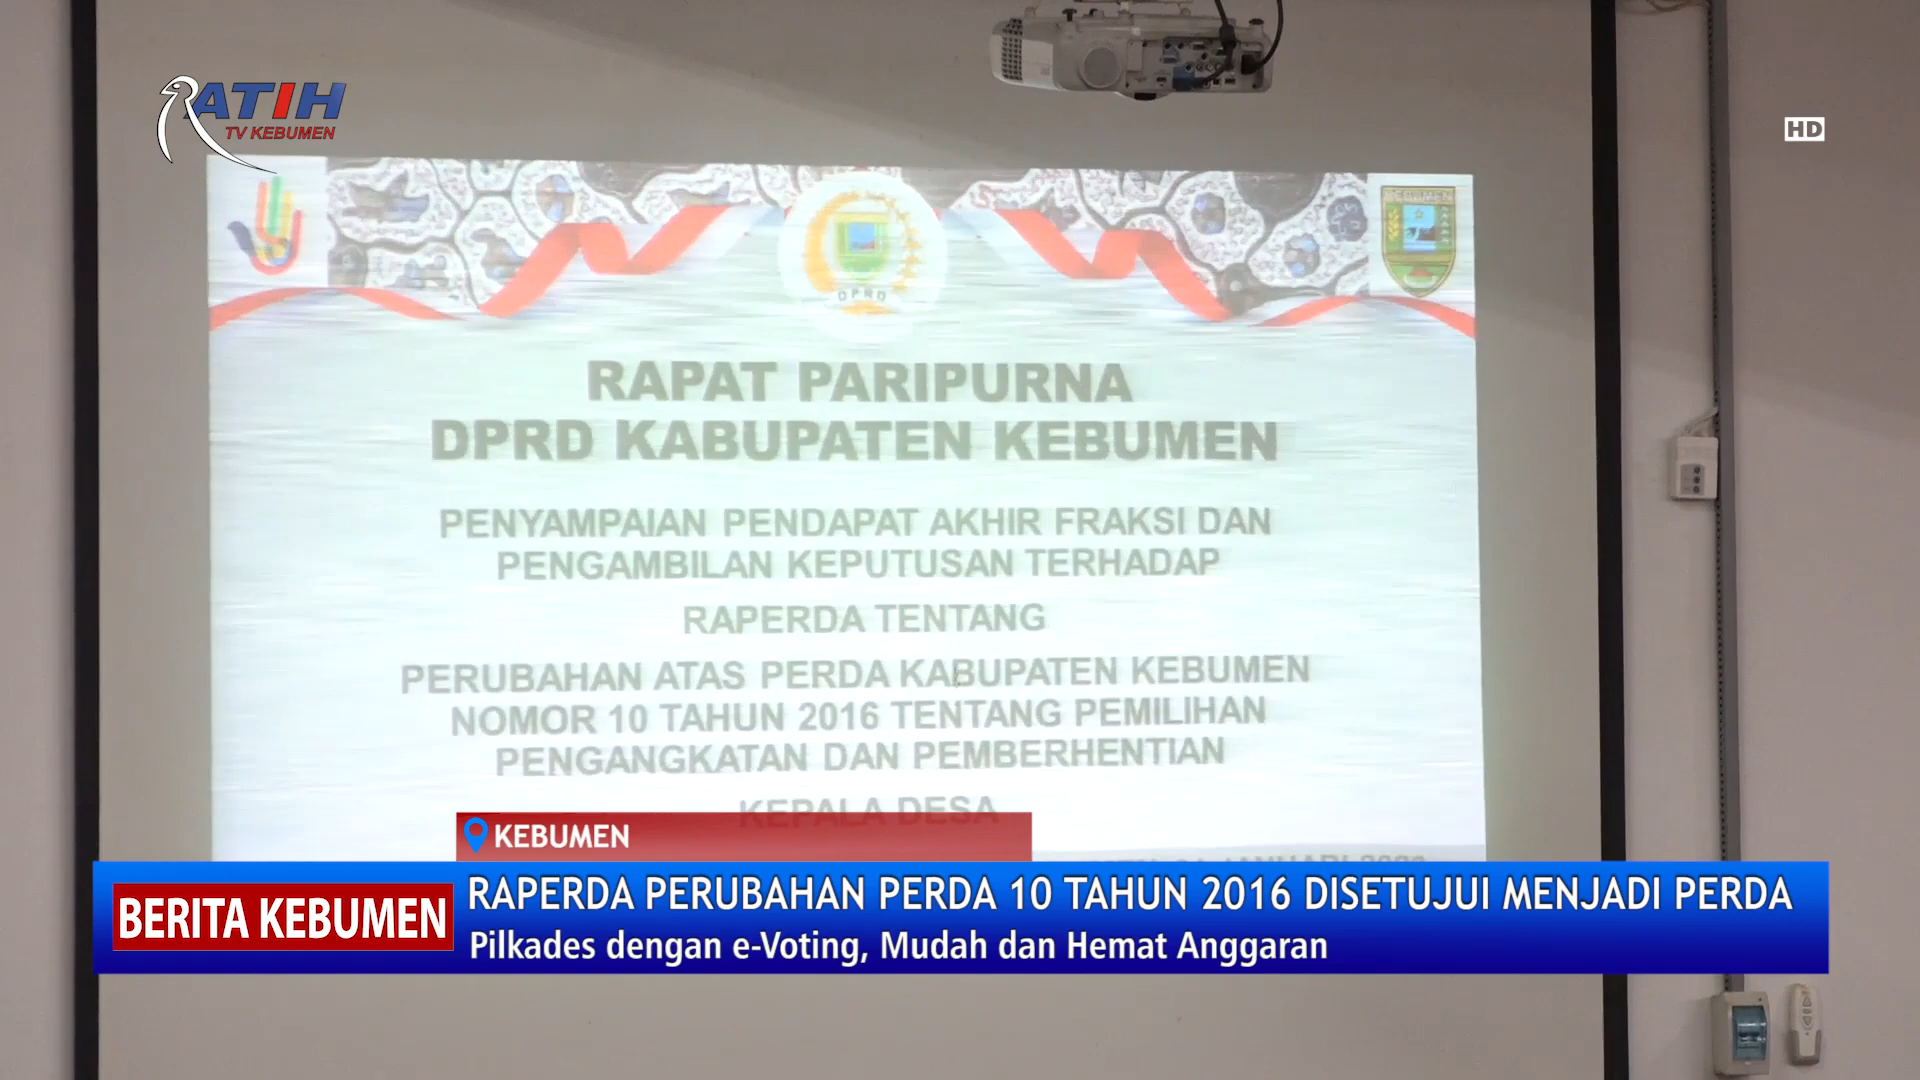 RATIH
TV KEBUMEN
HD
KEBUMEN
DPRD
RAPAT PARIPURNA
DPRD KABUPATEN KEBUMEN
PENYAMPAIAN PENDAPAT AKHIR FRAKSI DAN
PENGAMBILAN KEPUTUSAN TERHADAP
RAPERDA TENTANG
PERUBAHAN ATAS PERDA KABUPATEN KEBUMEN
NOMOR 10 TAHUN 2016 TENTANG PEMILIHAN
PENGANGKATAN DAN PEMBERHENTIAN
KEPALA DESA
KEBUMEN
JANUARI
BERITA KEBUMEN
RAPERDA PERUBAHAN PERDA 10 TAHUN 2016 DISETUJUI MENJADI PERDA
Pilkades dengan e-Voting, Mudah dan Hemat Anggaran